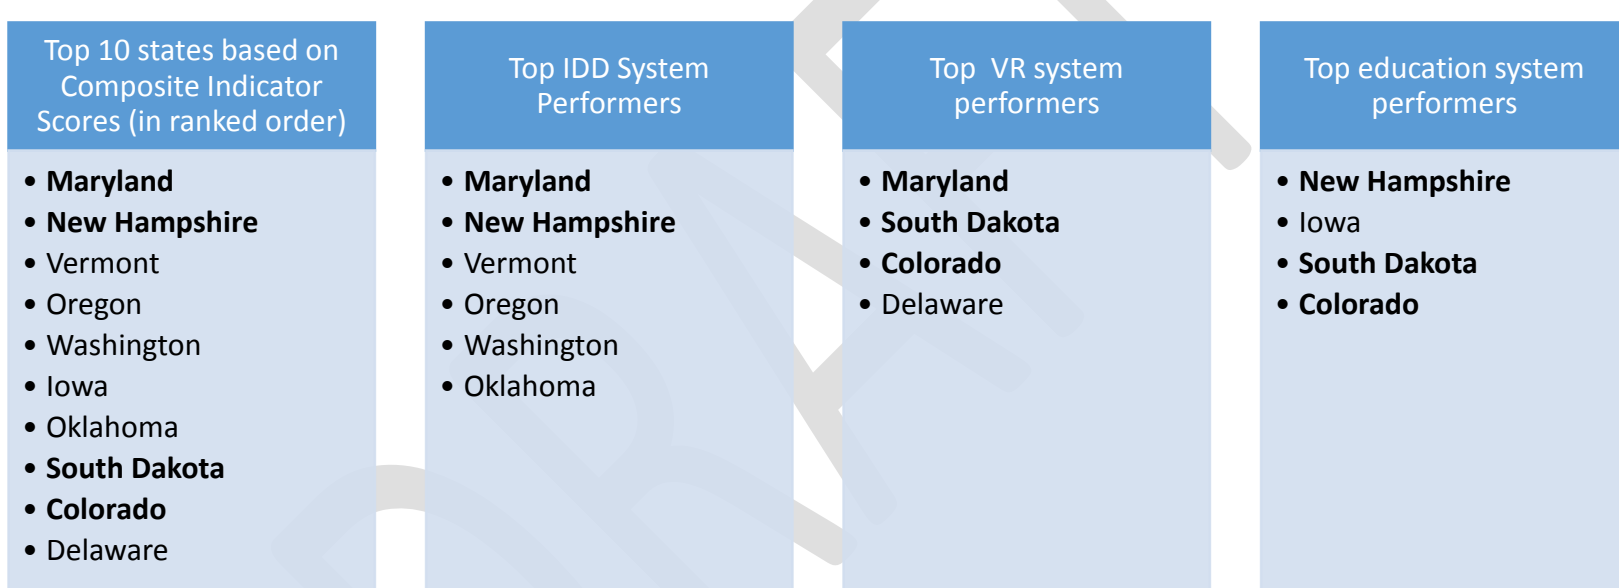 Top 10 states based on
Composite Indicator
Scores (in ranked order)
• Maryland
• New Hampshire
• Vermont
• Oregon
• Washington
• Iowa
• Oklahoma
• South Dakota
• Colorado
• Delaware
Top IDD System
Performers
• Maryland
• New Hampshire
• Vermont
• Oregon
• Washington
• Oklahoma
Top VR system
performers
• Maryland
• South Dakota
• Colorado
• Delaware
Top education system
performers
• New Hampshire
• Iowa
• South Dakota
• Colorado
DRAFT